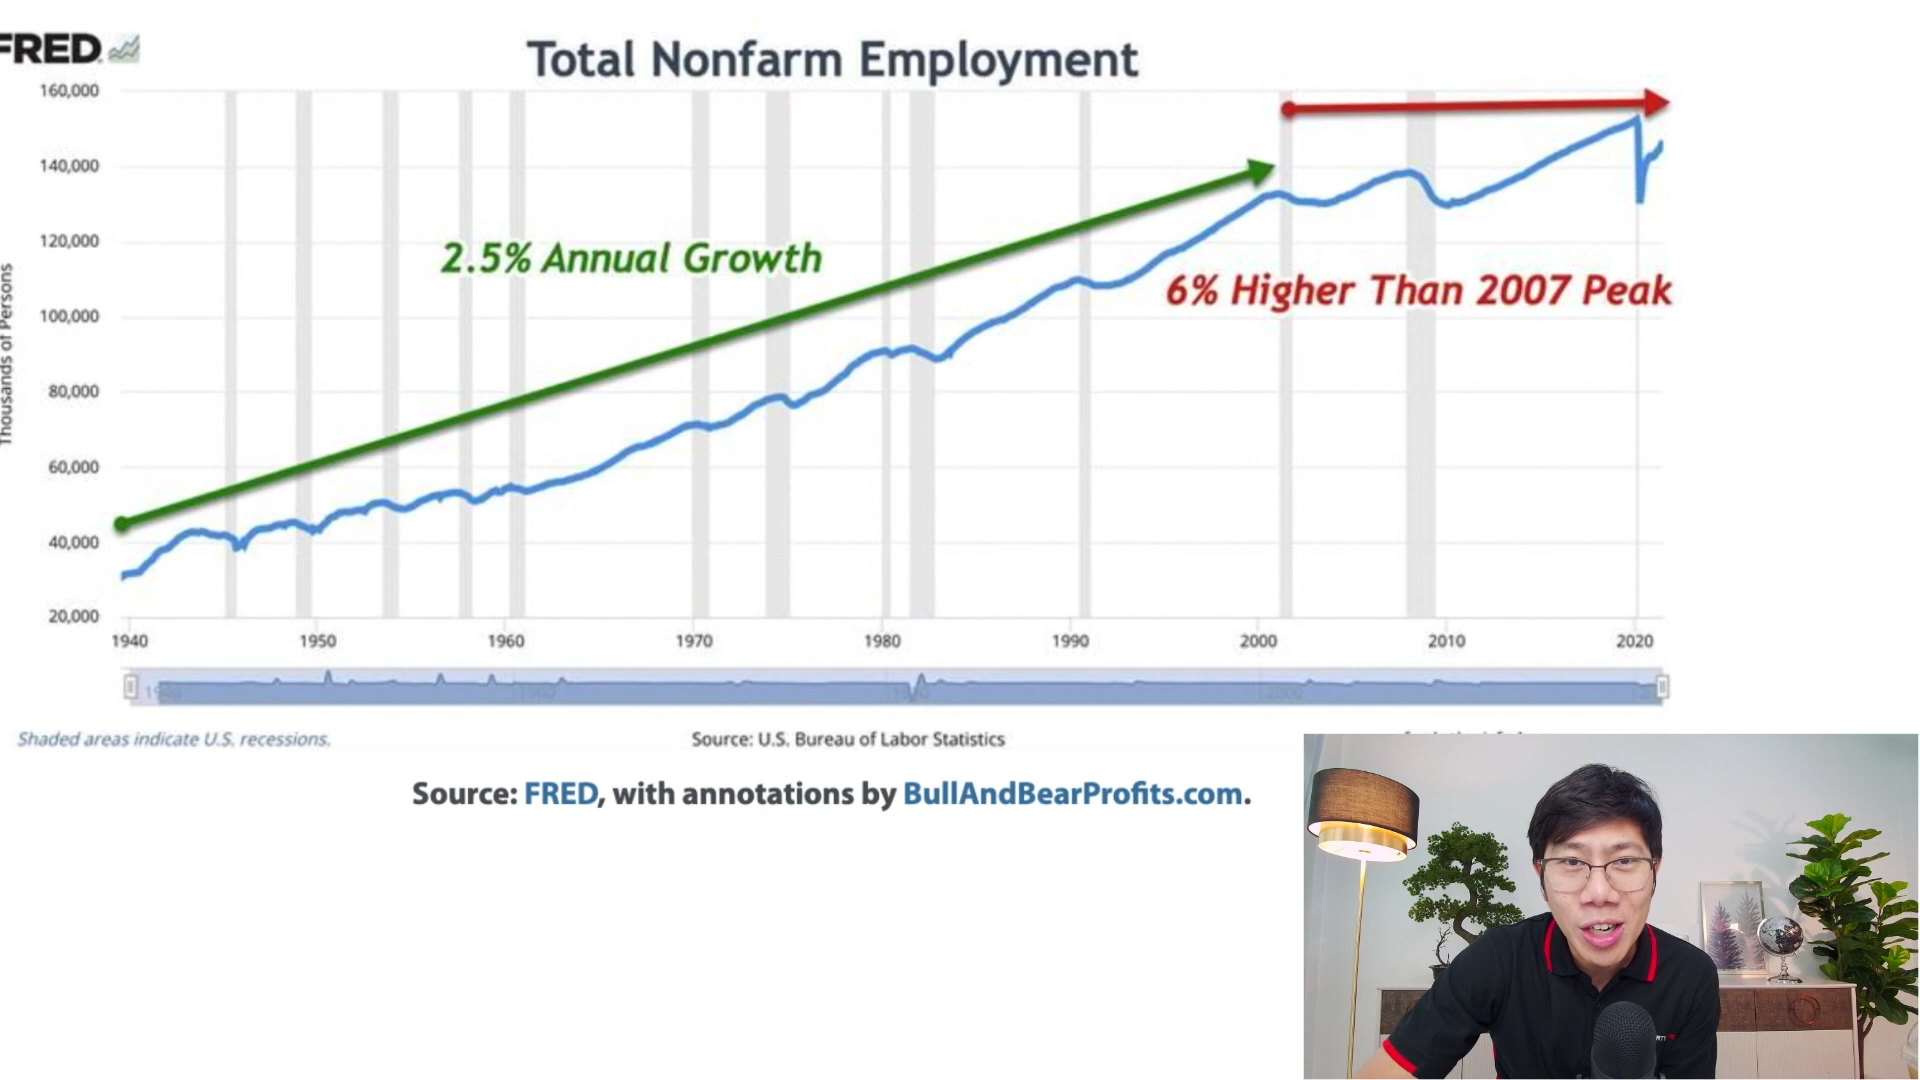 FRED
Total Nonfarm Employment
160,000
140,000
120,000
100,000
80,000
60,000
40,000
20,000
Thousands of Persons
2.5% Annual Growth
6% Higher Than 2007 Peak
1940 1950 1960 1970 1980 1990 2000 2010 2020
1940 1960 2000
Shaded areas indicate U.S. recessions.
Source: U.S. Bureau of Labor Statistics
Source: FRED, with annotations by BullAndBearProfits.com.